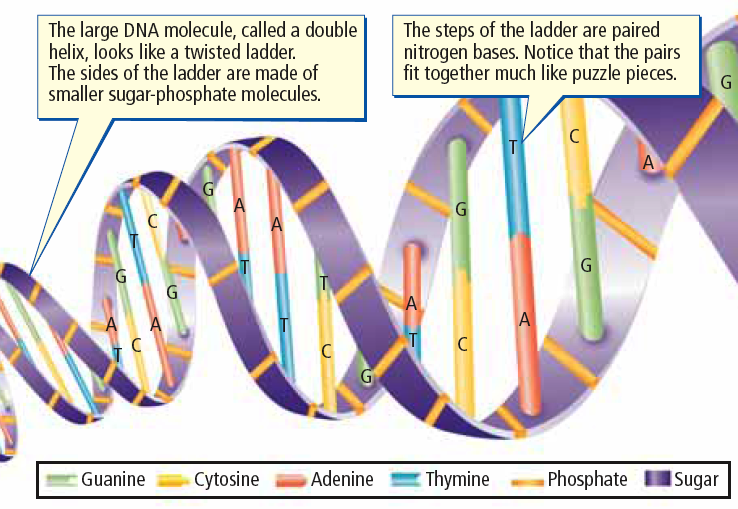 The large DNA molecule, called a double
helix, looks like a twisted ladder.
The sides of the ladder are made of
smaller sugar-phosphate molecules.
The steps of the ladder are paired
nitrogen bases. Notice that the pairs
fit together much like puzzle pieces.
G
T
C
A
G
A
A
T
C
G
T
G
G
T
T
A
A
G
A
T
C
T
C
A
C
G
Guanine Cytosine Adenine Thymine Phosphate Sugar